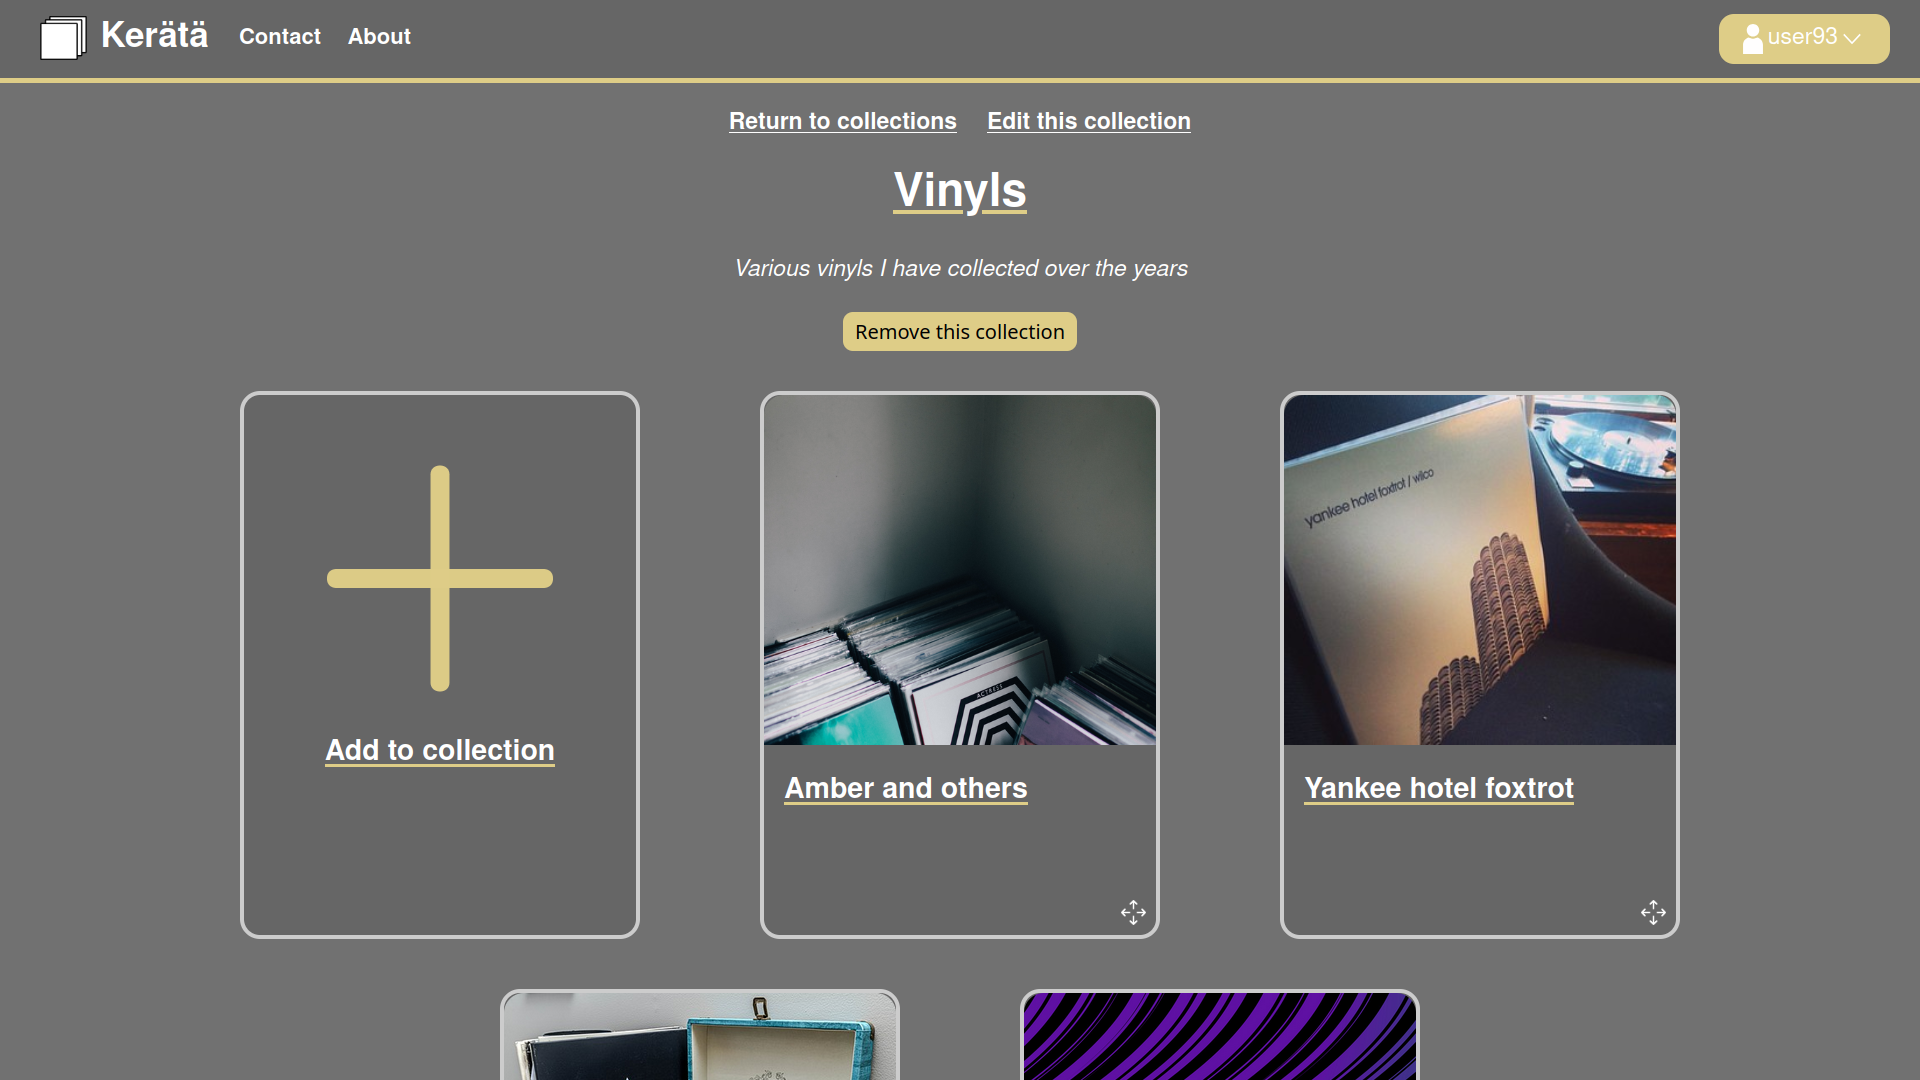 Kerätä
Contact
About
user93
Return to collections
Edit this collection
Vinyls
Various vinyls I have collected over the years
Remove this collection
Add to collection
ACTRESS
Amber and others
yankee hotel foxtrot / wilco
Yankee hotel foxtrot